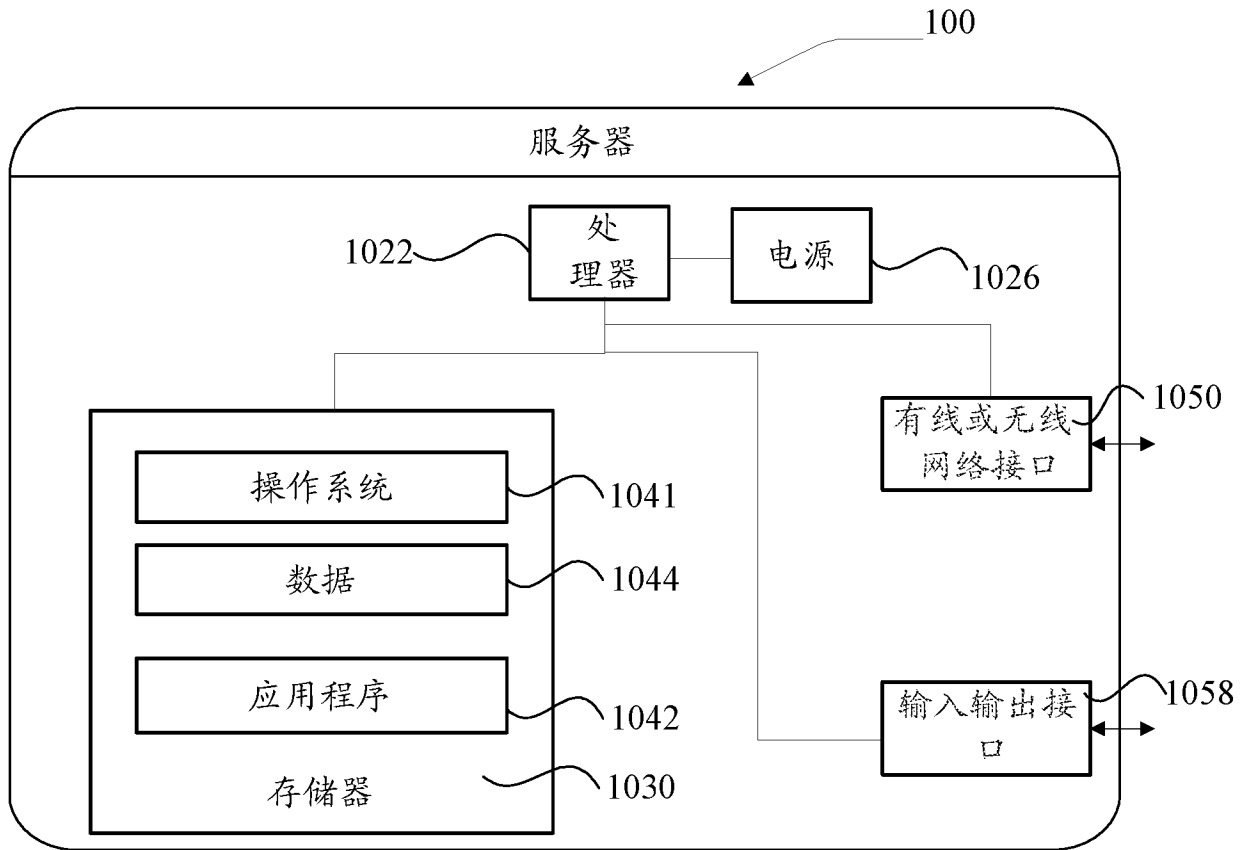 100
服务器
1022
处
理器
电源
1026
有线或无线
网络接口
1050
操作系统
1041
数据
1044
应用程序
1042
存储器
1030
输入输出接
口
1058